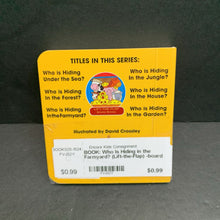 TITLES IN THIS SERIES:
Who is Hiding
Under the Sea?
Who is Hiding
in the Jungle?
Who is Hiding
in the Forest?
Who is Hiding
in the House?
Who is Hiding
in the Farmyard?
Who is Hiding
in the Garden?
Illustrated by David Crossley
Encore Kids Consignment
BOOK: Who Is Hiding in the
Farmyard? (Lift-the-Flap) -board
$0.99
$0.99